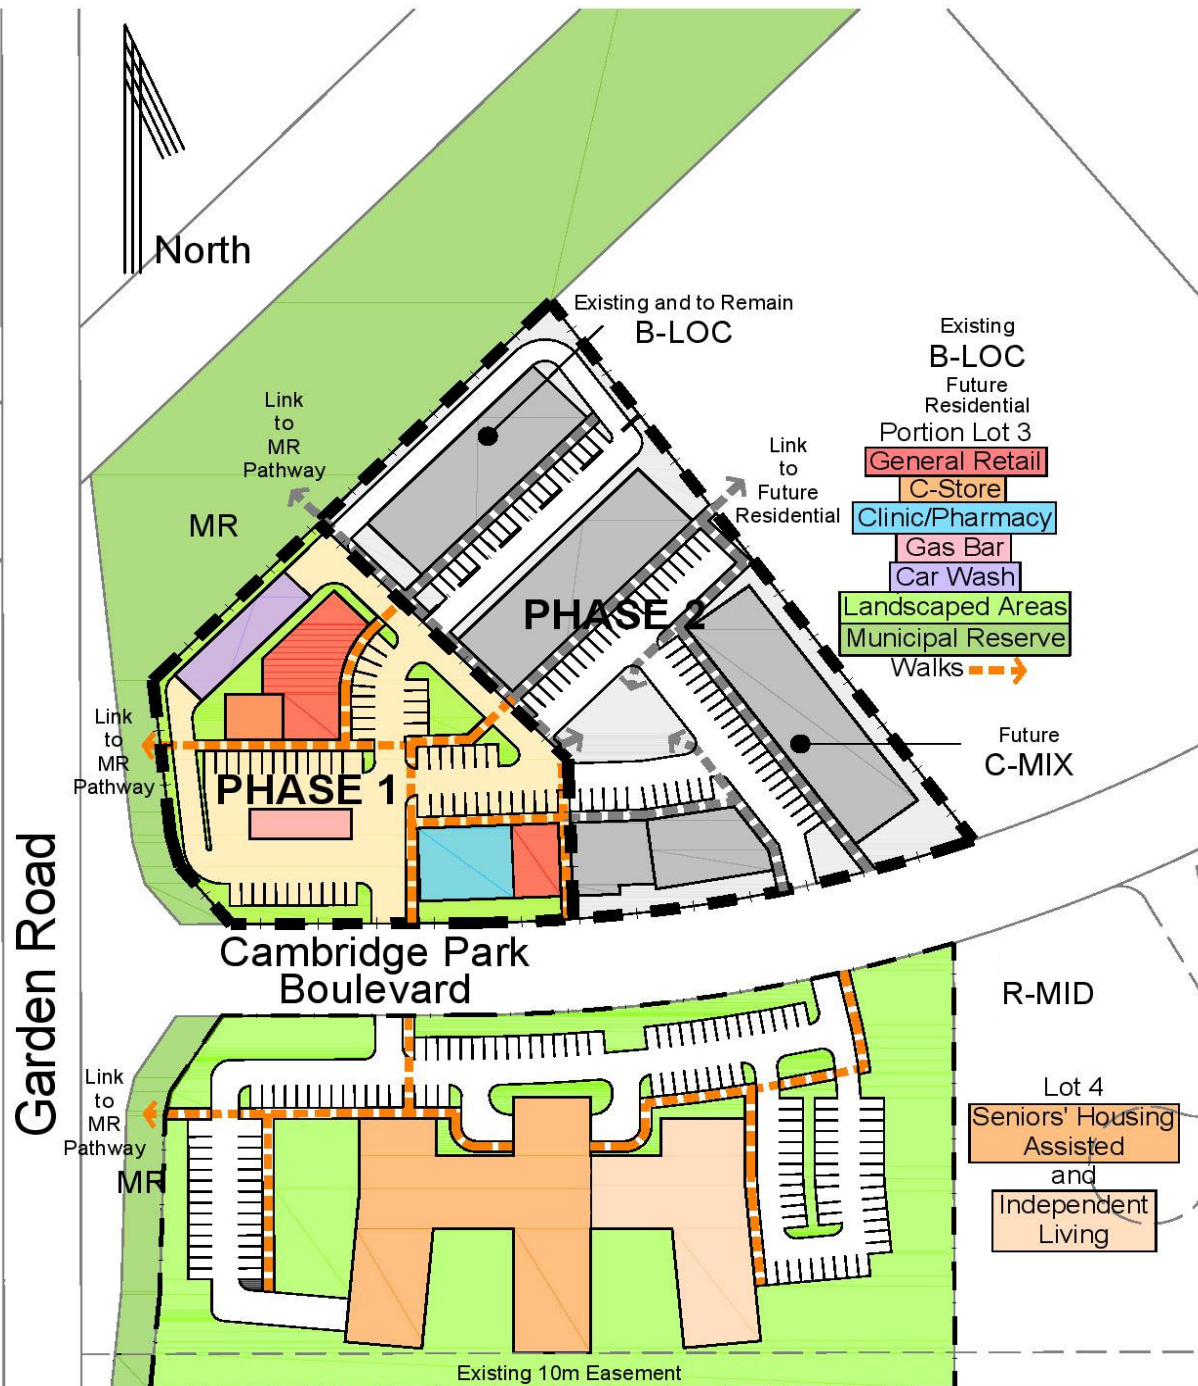 North
Existing and to Remain
B-LOC
Existing
B-LOC
Future
Residential
Portion Lot 3
General Retail
C-Store
Clinic/Pharmacy
Gas Bar
Car Wash
Landscaped Areas
Municipal Reserve
Walks
Link
to
MR
Pathway
Link
to
Future
Residential
MR
PHASE 2
Link
to
MR
Pathway
PHASE 1
Future
C-MIX
Garden Road
Cambridge Park
Boulevard
R-MID
Link
to
MR
Pathway
MR
Lot 4
Seniors' Housing
Assisted
and
Independent
Living
Existing 10m Easement